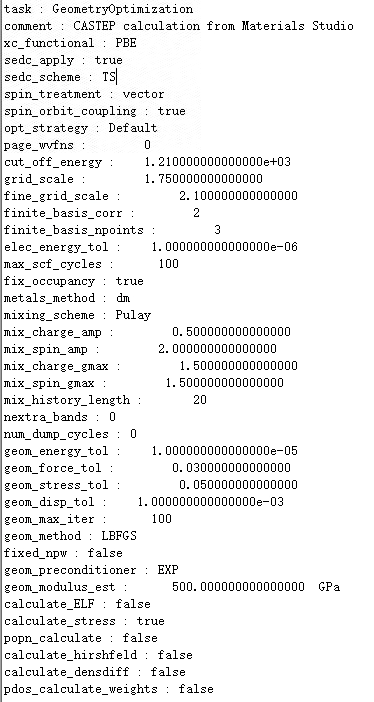 task : GeometryOptimization
comment : CASTEP calculation from Materials Studio
xc_functional : PBE
sedc_apply : true
sedc_scheme : TS
spin_treatment : vector
spin_orbit_coupling : true
opt_strategy : Default
page_wvfns : 0
cut_off_energy : 1.210000000000000e+03
grid_scale : 1.750000000000000
fine_grid_scale : 2.100000000000000
finite_basis_corr : 2
finite_basis_npoints : 3
elec_energy_tol : 1.000000000000000e-06
max_scf_cycles : 100
fix_occupancy : true
metals_method : dm
mixing_scheme : Pulay
mix_charge_amp : 0.500000000000000
mix_spin_amp : 2.000000000000000
mix_charge_gmax : 1.500000000000000
mix_spin_gmax : 1.500000000000000
mix_history_length : 20
nextra_bands : 0
num_dump_cycles : 0
geom_energy_tol : 1.000000000000000e-05
geom_force_tol : 0.030000000000000
geom_stress_tol : 0.050000000000000
geom_disp_tol : 1.000000000000000e-03
geom_max_iter : 100
geom_method : LBFGS
fixed_npw : false
geom_preconditioner : EXP
geom_modulus_est : 500.000000000000000 GPa
calculate_ELF : false
calculate_stress : true
popn_calculate : false
calculate_hirshfeld : false
calculate_densdiff : false
pdos_calculate_weights : false